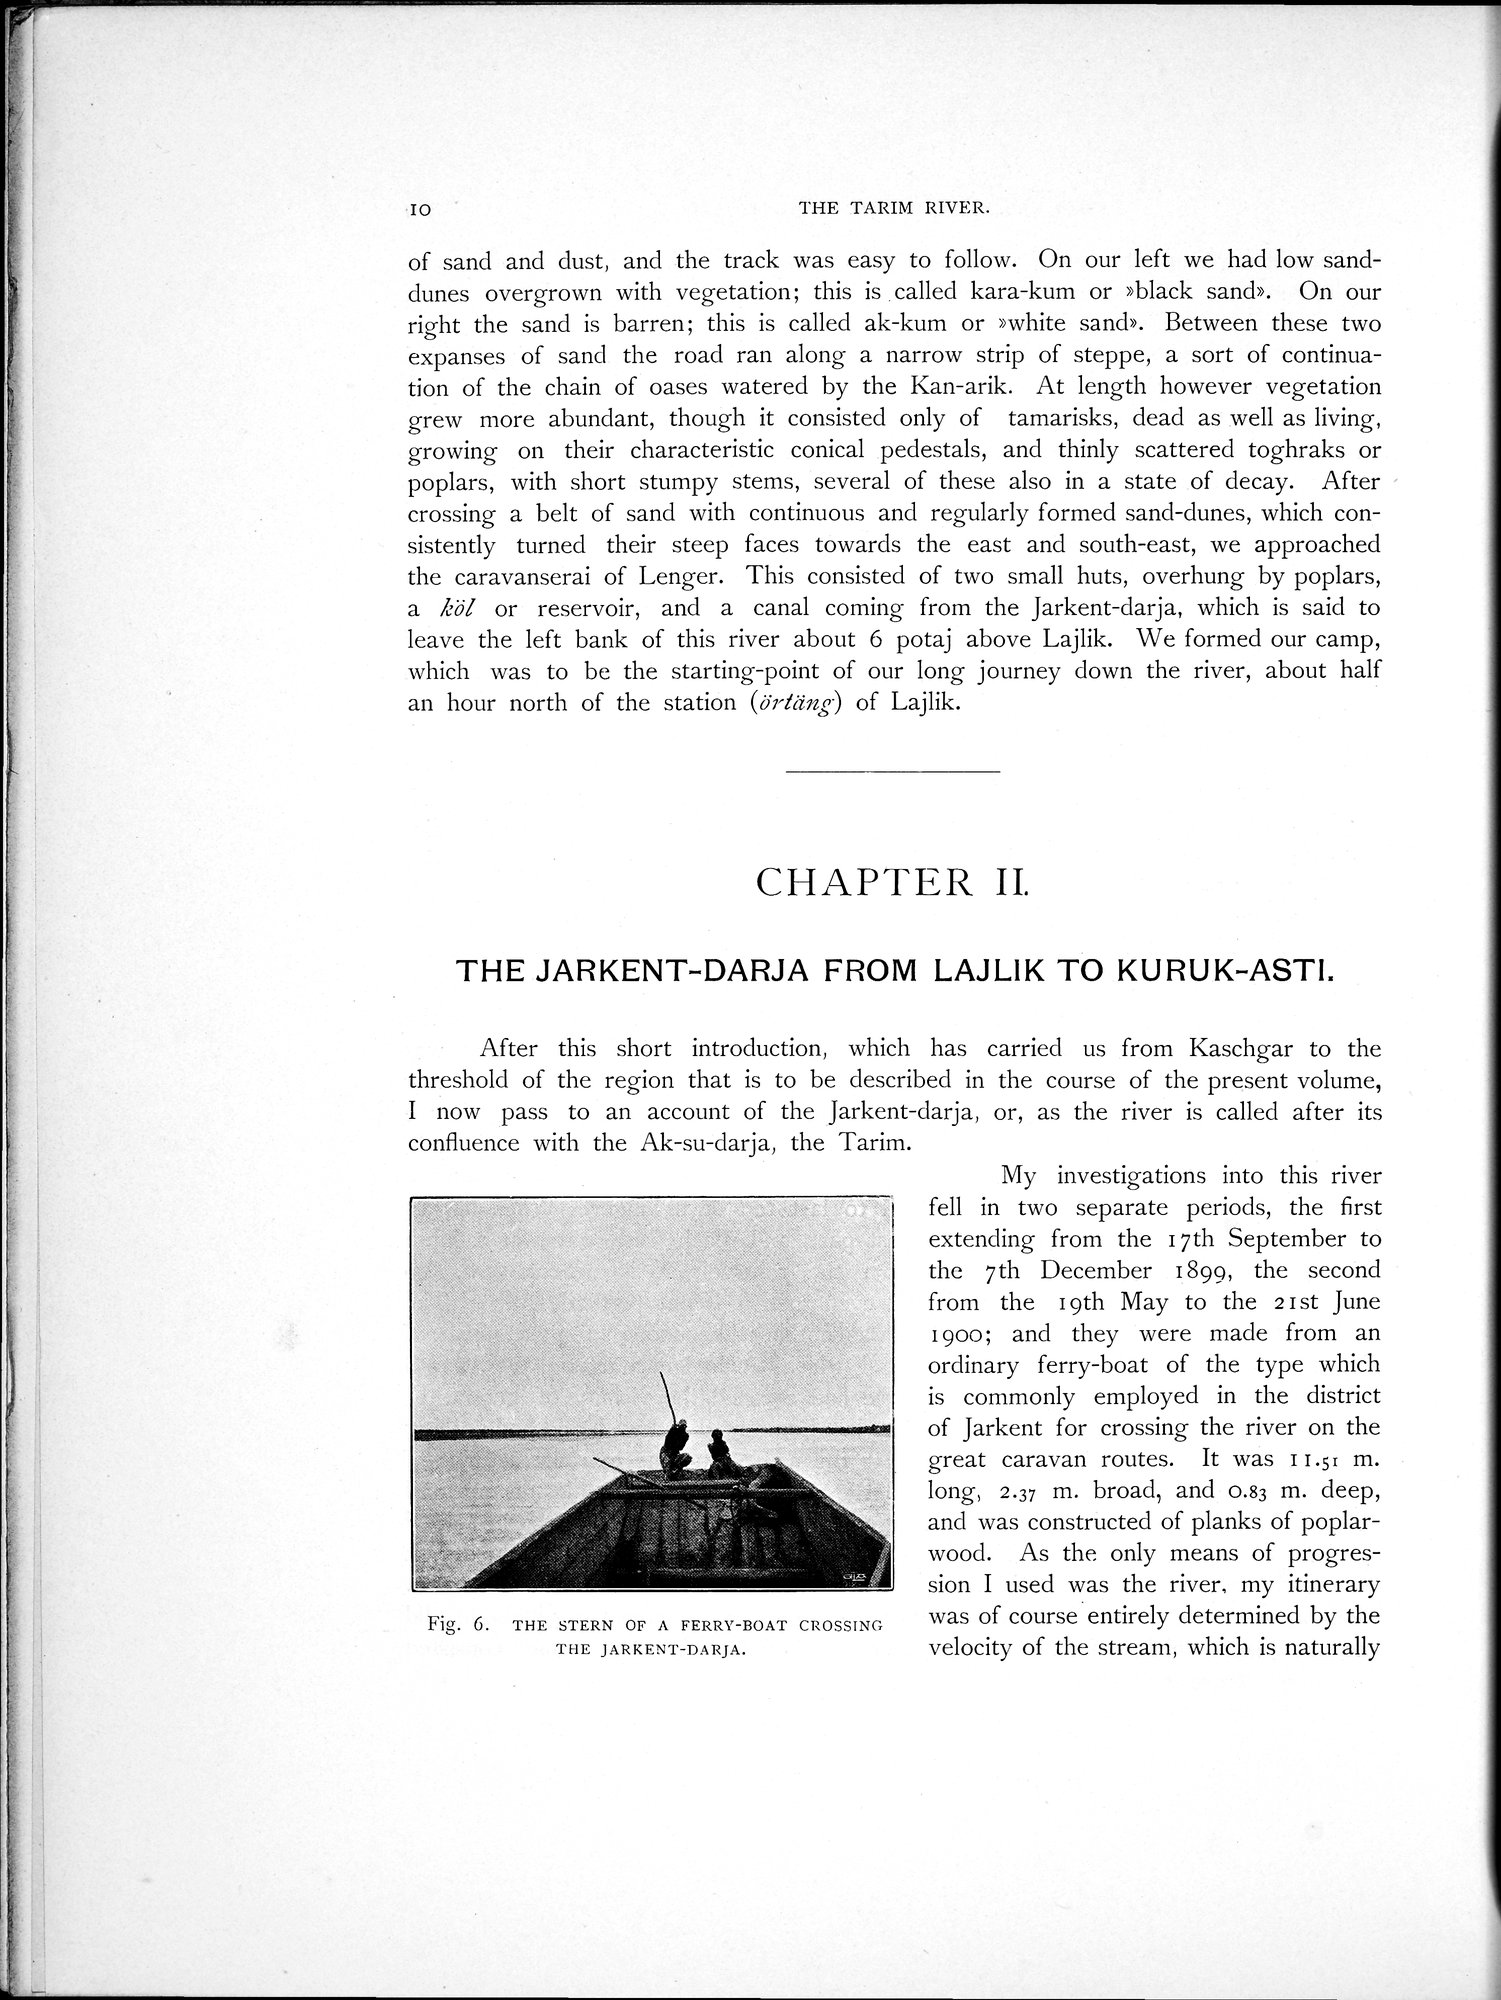 10 THE TARIM RIVER.
of sand and dust, and the track was easy to follow. On our left we had low sand-
dunes overgrown with vegetation; this is called kara-kum or »black sand». On our
right the sand is barren; this is called ak-kum or »white sand». Between these two
expanses of sand the road ran along a narrow strip of steppe, a sort of continua-
tion of the chain of oases watered by the Kan-arik. At length however vegetation
grew more abundant, though it consisted only of tamarisks, dead as well as living,
growing on their characteristic conical pedestals, and thinly scattered toghraks or
poplars, with short stumpy stems, several of these also in a state of decay. After
crossing a belt of sand with continuous and regularly formed sand-dunes, which con-
sistently turned their steep faces towards the east and south-east, we approached
the caravanserai of Lenger. This consisted of two small huts, overhung by poplars,
a köl or reservoir, and a canal coming from the Jarkent-darja, which is said to
leave the left bank of this river about 6 potaj above Lajlik. We formed our camp,
which was to be the starting-point of our long journey down the river, about half
an hour north of the station (örtäng) of Lajlik.
CHAPTER II.
THE JARKENT-DARJA FROM LAJLIK TO KURUK-ASTI.
After this short introduction, which has carried us from Kaschgar to the
threshold of the region that is to be described in the course of the present volume,
I now pass to an account of the Jarkent-darja, or, as the river is called after its
confluence with the Ak-su-darja, the Tarim.
My investigations into this river
fell in two separate periods, the first
extending from the 17th September to
the 7th December 1899, the second
from the 19th May to the 21st June
1900; and they were made from an
ordinary ferry-boat of the type which
is commonly employed in the district
of Jarkent for crossing the river on the
great caravan routes. It was 11.51 m.
long, 2.37 m. broad, and 0.83 m. deep,
and was constructed of planks of poplar-
wood. As the only means of progres-
sion I used was the river, my itinerary
was of course entirely determined by the
velocity of the stream, which is naturally
Fig. 6. THE STERN OF A FERRY-BOAT CROSSING
THE JARKENT-DARJA.